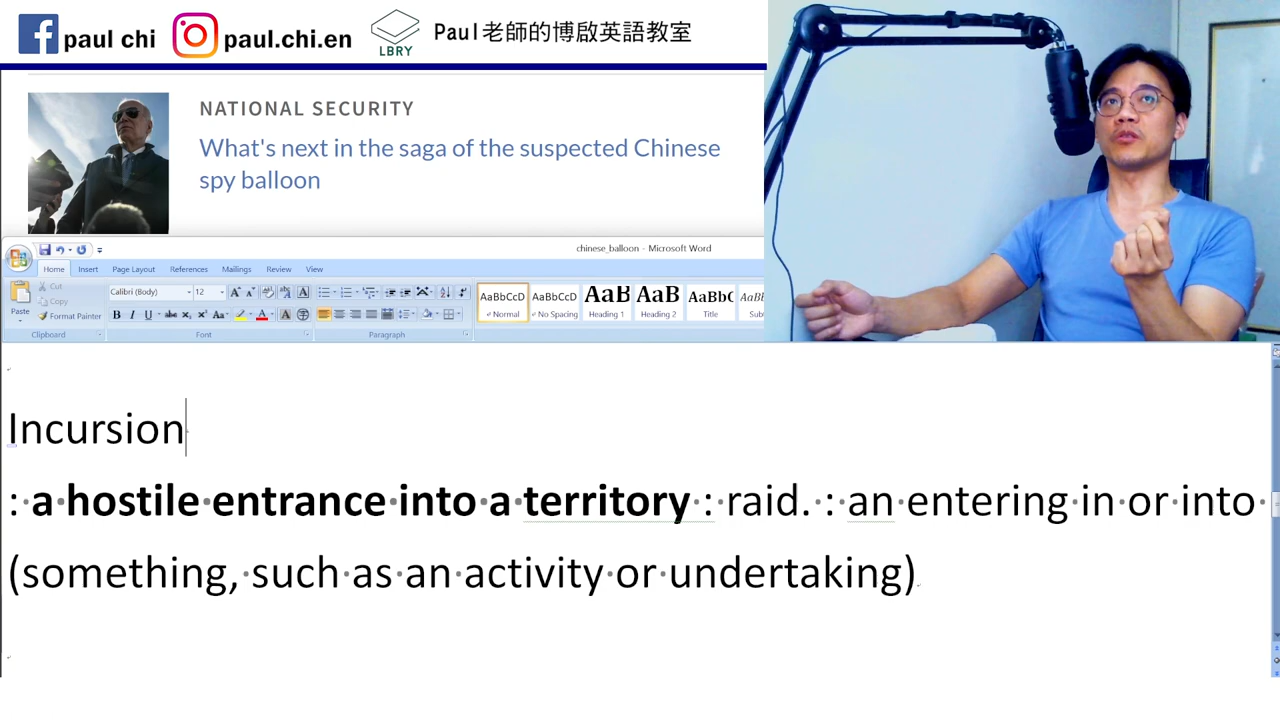 paul chi
paul.chi.en
LBRY
Paul老師的博啟英語教室
NATIONAL SECURITY
What's next in the saga of the suspected Chinese
spy balloon
chinese_balloon - Microsoft Word
Home Insert Page Layout References Mailings Review View
Paste
Cut
Copy
Format Painter
Clipboard
Calibri (Body) 12
Font
Paragraph
AaBbCcD AaBbCcD AaBb AaB AaBbC
Normal No Spacing Heading 1 Heading 2 Title
Incursion
: a hostile entrance into a territory : raid. : an entering in or into
(something, such as an activity or undertaking)